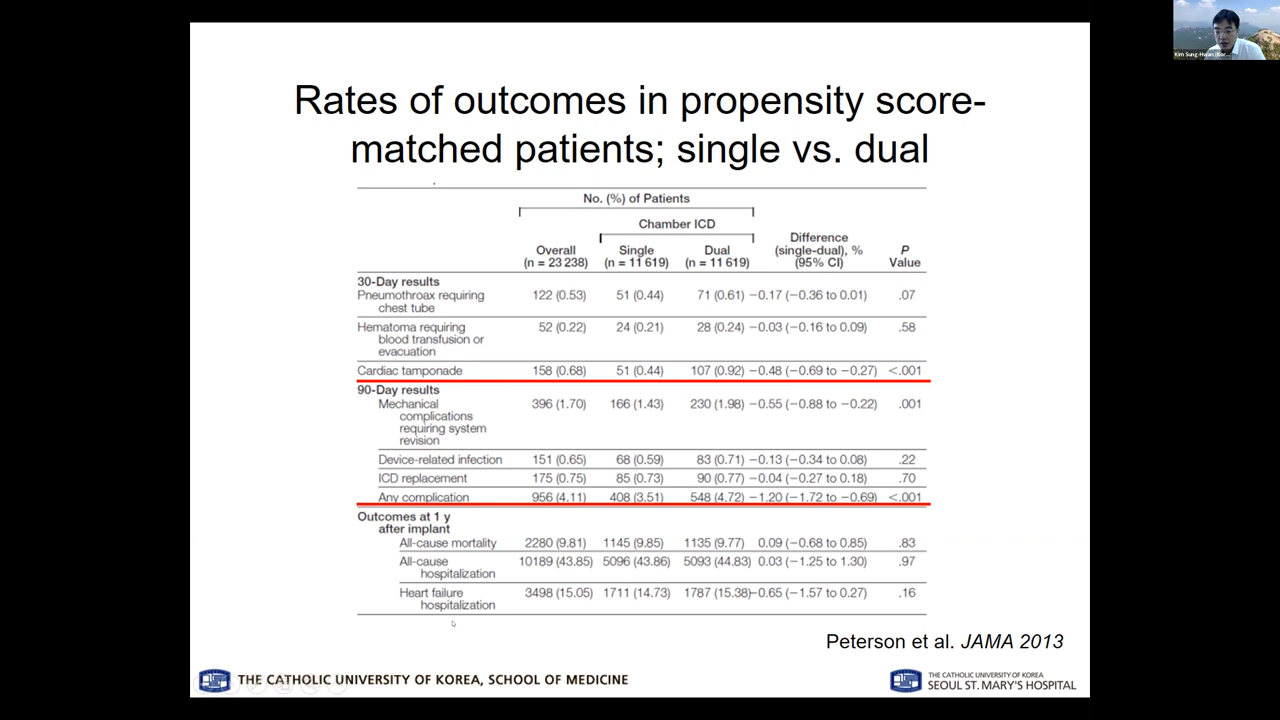 Kim Sung-Hwan (Kor...
Rates of outcomes in propensity score-
matched patients; single vs. dual
No. (%) of Patients
Chamber ICD
Overall (n = 23 238) Single (n = 11 619) Dual (n = 11 619) Difference (single-dual), % (95% CI) P Value
30-Day results
Pneumothroax requiring chest tube 122 (0.53) 51 (0.44) 71 (0.61) −0.17 (−0.36 to 0.01) .07
Hematoma requiring blood transfusion or evacuation 52 (0.22) 24 (0.21) 28 (0.24) −0.03 (−0.16 to 0.09) .58
Cardiac tamponade 158 (0.68) 51 (0.44) 107 (0.92) −0.48 (−0.69 to −0.27) <.001
90-Day results
Mechanical complications requiring system revision 396 (1.70) 166 (1.43) 230 (1.98) −0.55 (−0.88 to −0.22) .001
Device-related infection 151 (0.65) 68 (0.59) 83 (0.71) −0.13 (−0.34 to 0.08) .22
ICD replacement 175 (0.75) 85 (0.73) 90 (0.77) −0.04 (−0.27 to 0.18) .70
Any complication 956 (4.11) 408 (3.51) 548 (4.72) −1.20 (−1.72 to −0.69) <.001
Outcomes at 1 y after implant
All-cause mortality 2280 (9.81) 1145 (9.85) 1135 (9.77) 0.09 (−0.68 to 0.85) .83
All-cause hospitalization 10189 (43.85) 5096 (43.86) 5093 (44.83) 0.03 (−1.25 to 1.30) .97
Heart failure hospitalization 3498 (15.05) 1711 (14.73) 1787 (15.38) −0.65 (−1.57 to 0.27) .16
Peterson et al. JAMA 2013
THE CATHOLIC UNIVERSITY OF KOREA, SCHOOL OF MEDICINE
THE CATHOLIC UNIVERSITY OF KOREA
SEOUL ST. MARY'S HOSPITAL